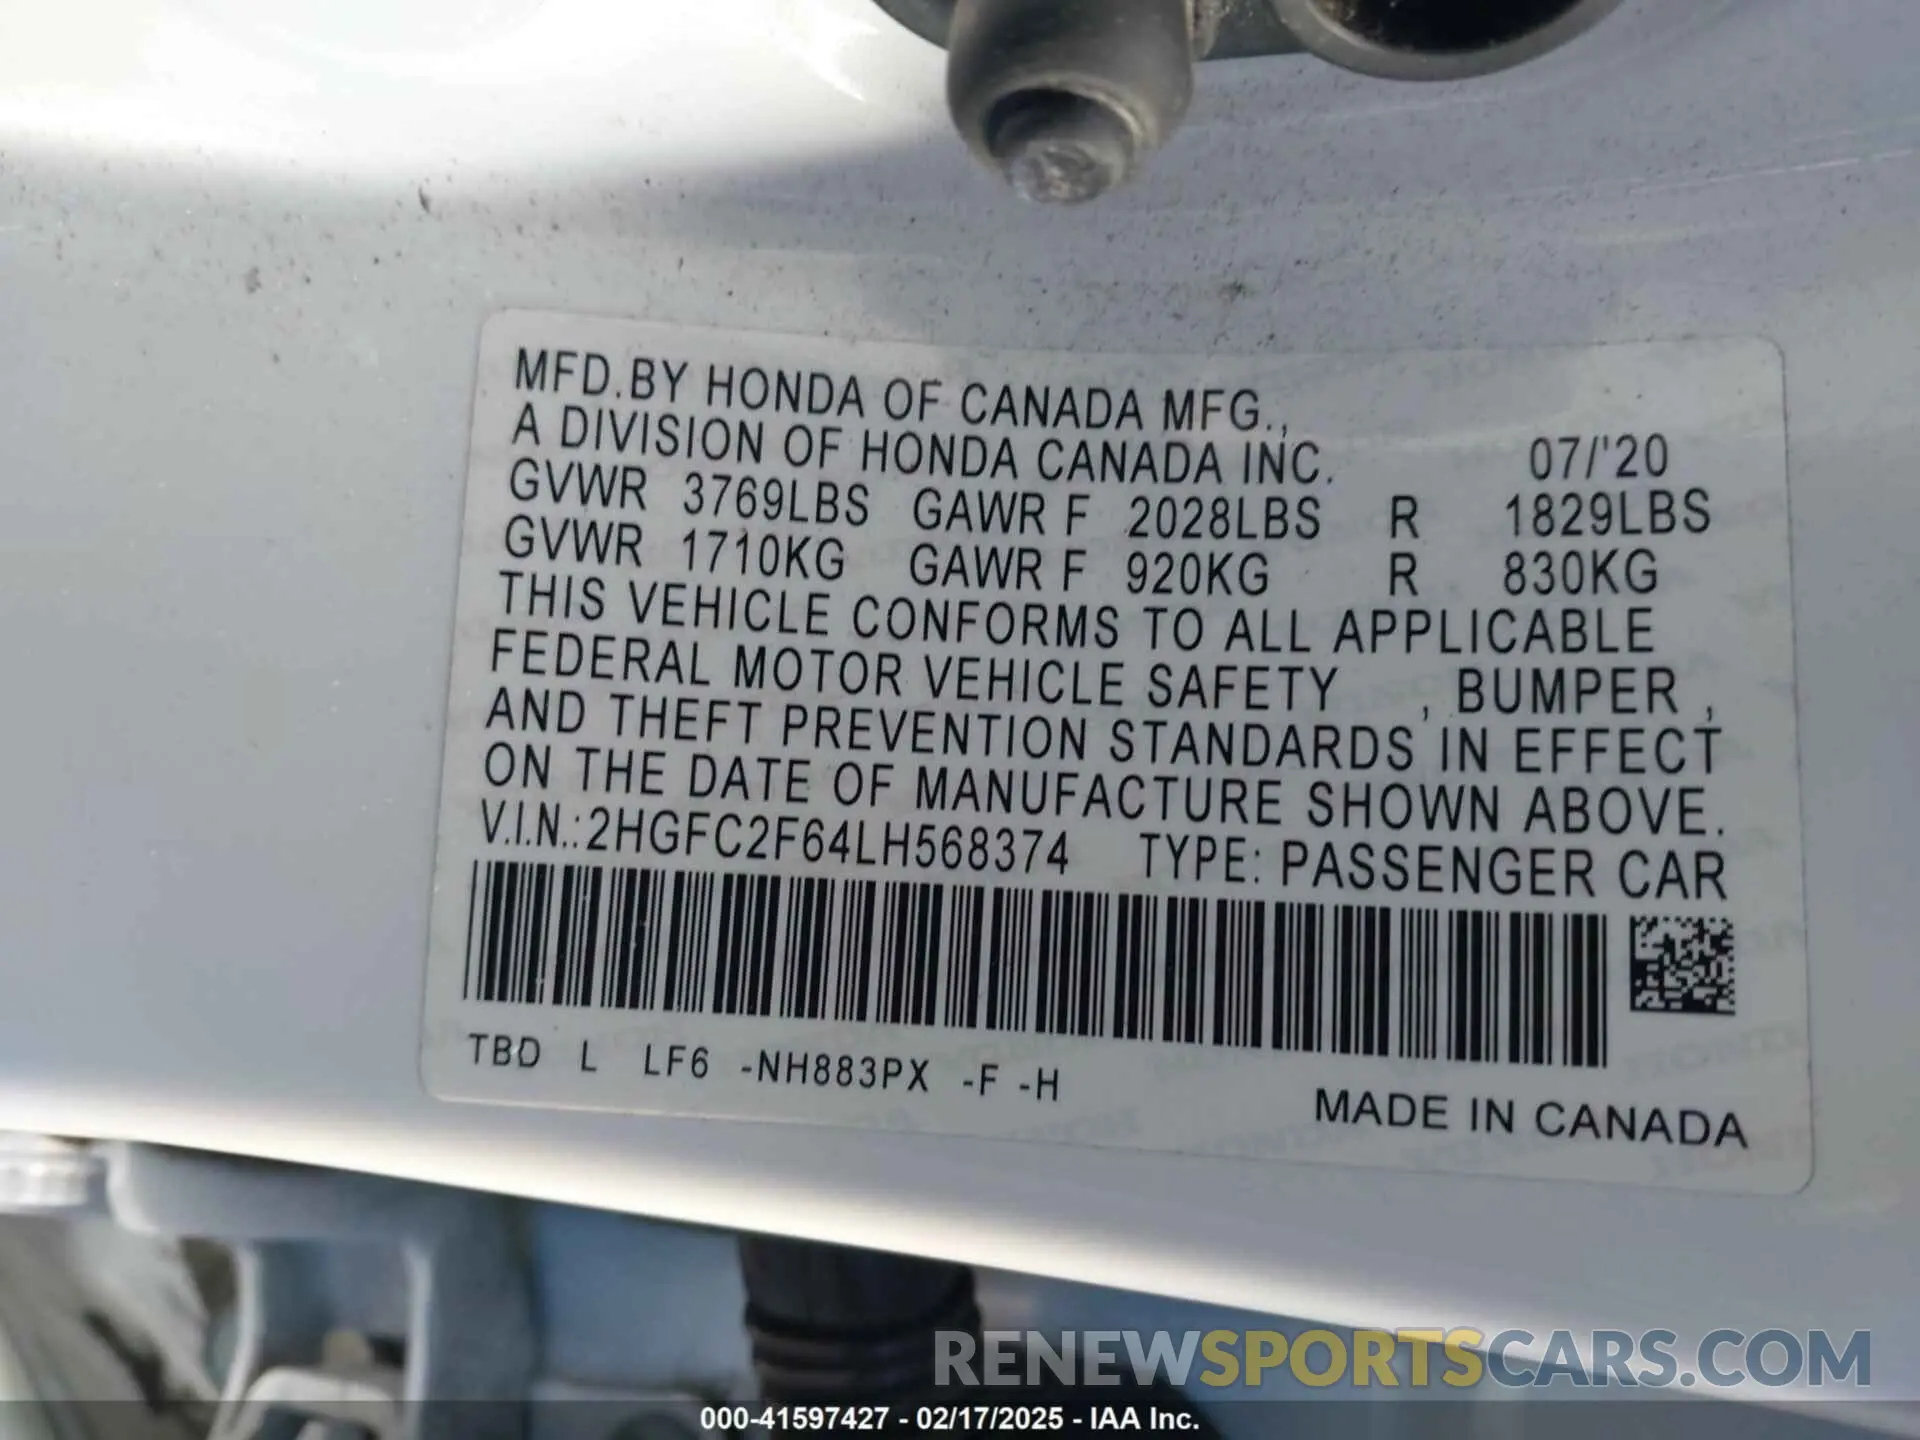 MFD.BY HONDA OF CANADA MFG.,
A DIVISION OF HONDA CANADA INC. 07/'20
GVWR 3769LBS GAWR F 2028LBS R 1829LBS
GVWR 1710KG GAWR F 920KG R 830KG
THIS VEHICLE CONFORMS TO ALL APPLICABLE
FEDERAL MOTOR VEHICLE SAFETY , BUMPER ,
AND THEFT PREVENTION STANDARDS IN EFFECT
ON THE DATE OF MANUFACTURE SHOWN ABOVE.
V.I.N.:2HGFC2F64LH568374 TYPE: PASSENGER CAR
TBD L LF6 -NH883PX -F -H
MADE IN CANADA
RENEWSPORTSCARS.COM
000-41597427 - 02/17/2025 - IAA Inc.